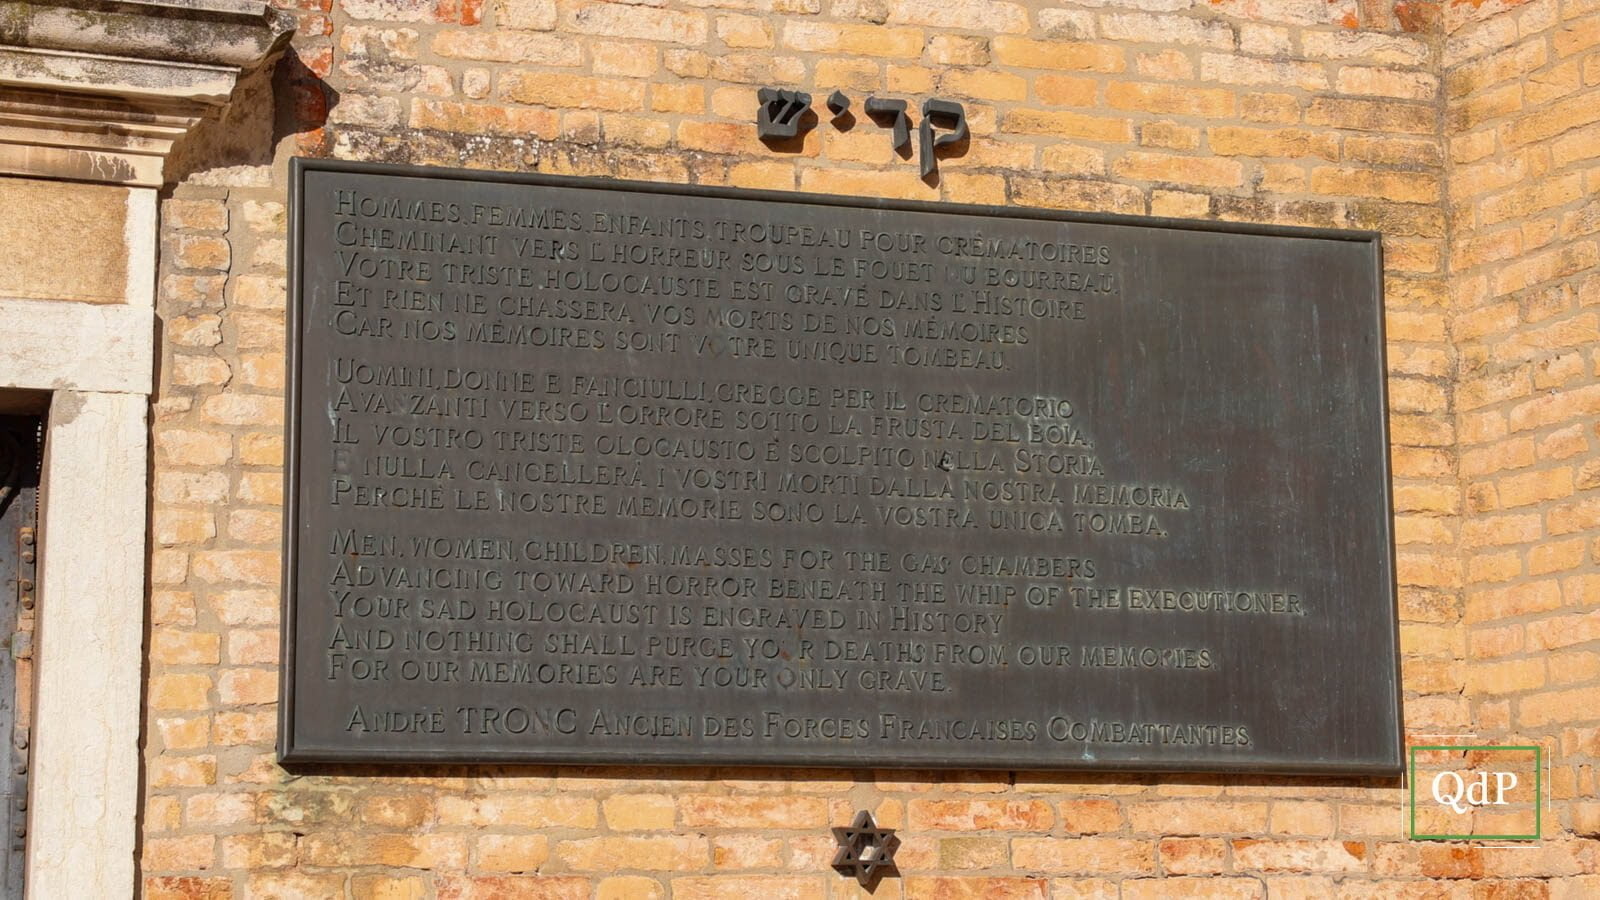 קדיש
HOMMES, FEMMES, ENFANTS, TROUPEAU POUR CRÉMATOIRES
CHEMINANT VERS L'HORREUR SOUS LE FOUET DU BOURREAU.
VOTRE TRISTE HOLOCAUSTE EST GRAVÉ DANS L'HISTOIRE
ET RIEN NE CHASSERA VOS MORTS DE NOS MÉMOIRES
CAR NOS MÉMOIRES SONT VOTRE UNIQUE TOMBEAU.
UOMINI, DONNE E FANCIULLI, GREGGE PER IL CREMATORIO
AVANZANTI VERSO L'ORRORE SOTTO LA FRUSTA DEL BOIA.
IL VOSTRO TRISTE OLOCAUSTO È SCOLPITO NELLA STORIA
E NULLA CANCELLERÀ I VOSTRI MORTI DALLA NOSTRA MEMORIA
PERCHÉ LE NOSTRE MEMORIE SONO LA VOSTRA UNICA TOMBA.
MEN, WOMEN, CHILDREN, MASSES FOR THE GAS CHAMBERS
ADVANCING TOWARD HORROR BENEATH THE WHIP OF THE EXECUTIONER.
YOUR SAD HOLOCAUST IS ENGRAVED IN HISTORY
AND NOTHING SHALL PURGE YOUR DEATHS FROM OUR MEMORIES.
FOR OUR MEMORIES ARE YOUR ONLY GRAVE.
ANDRÉ TRONC ANCIEN DES FORCES FRANCAISES COMBATTANTES.
QdP